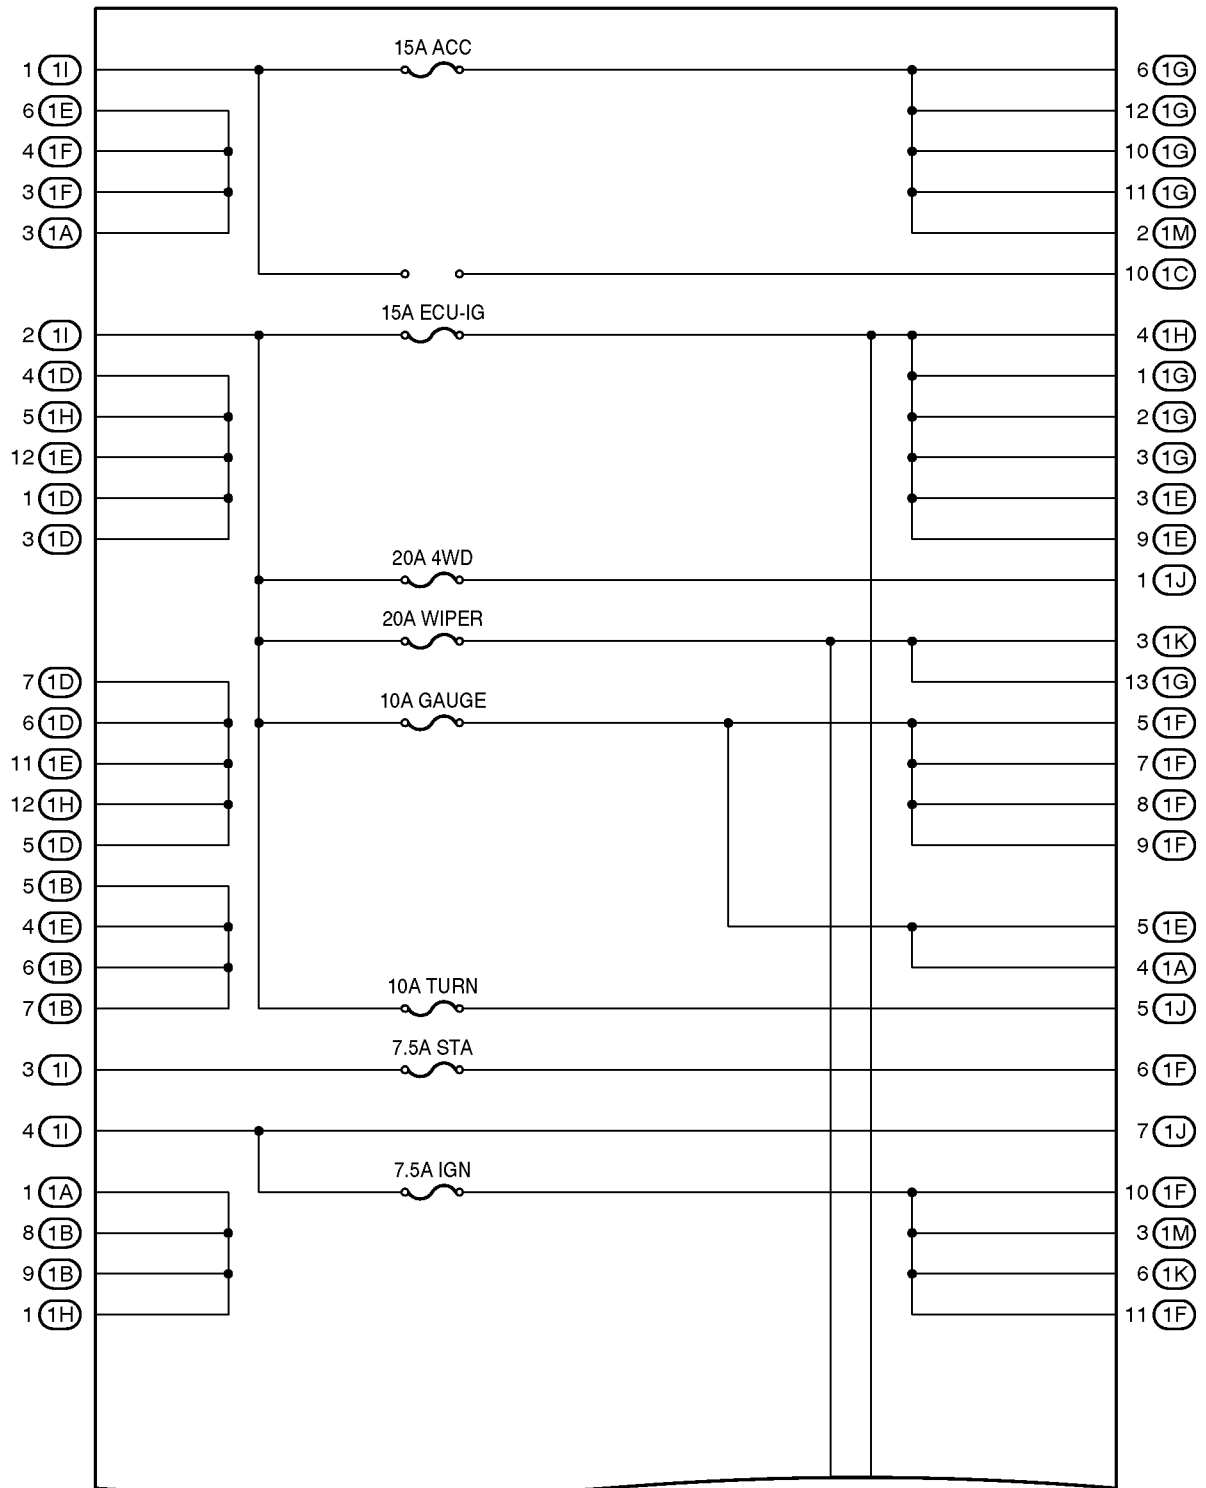 15A ACC
1 1I
6 1G
6 1E
12 1G
4 1F
10 1G
3 1F
11 1G
3 1A
2 1M
10 1C
15A ECU-IG
2 1I
4 1H
4 1D
1 1G
5 1H
2 1G
12 1E
3 1G
1 1D
3 1E
3 1D
9 1E
20A 4WD
1 1J
20A WIPER
3 1K
7 1D
13 1G
10A GAUGE
6 1D
5 1F
11 1E
7 1F
12 1H
8 1F
5 1D
9 1F
5 1B
4 1E
5 1E
6 1B
4 1A
10A TURN
7 1B
5 1J
7.5A STA
3 1I
6 1F
4 1I
7 1J
7.5A IGN
1 1A
10 1F
8 1B
3 1M
9 1B
6 1K
1 1H
11 1F